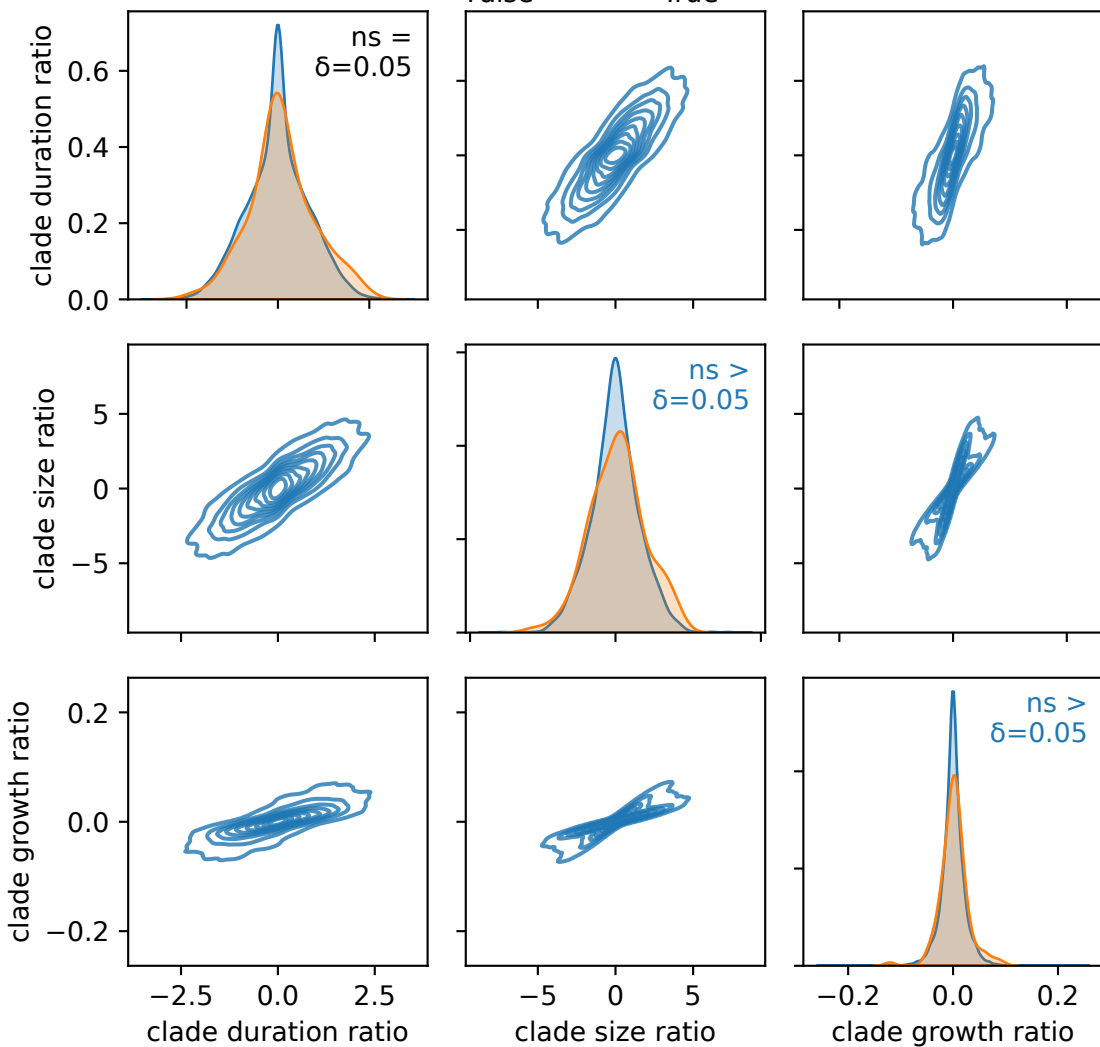 clade duration ratio
0.6
0.4
0.2
0.0
ns =
δ=0.05
clade size ratio
5
0
−5
ns >
δ=0.05
clade growth ratio
0.2
0.0
−0.2
ns >
δ=0.05
−2.5 0.0 2.5
−5 0 5
−0.2 0.0 0.2
clade duration ratio
clade size ratio
clade growth ratio